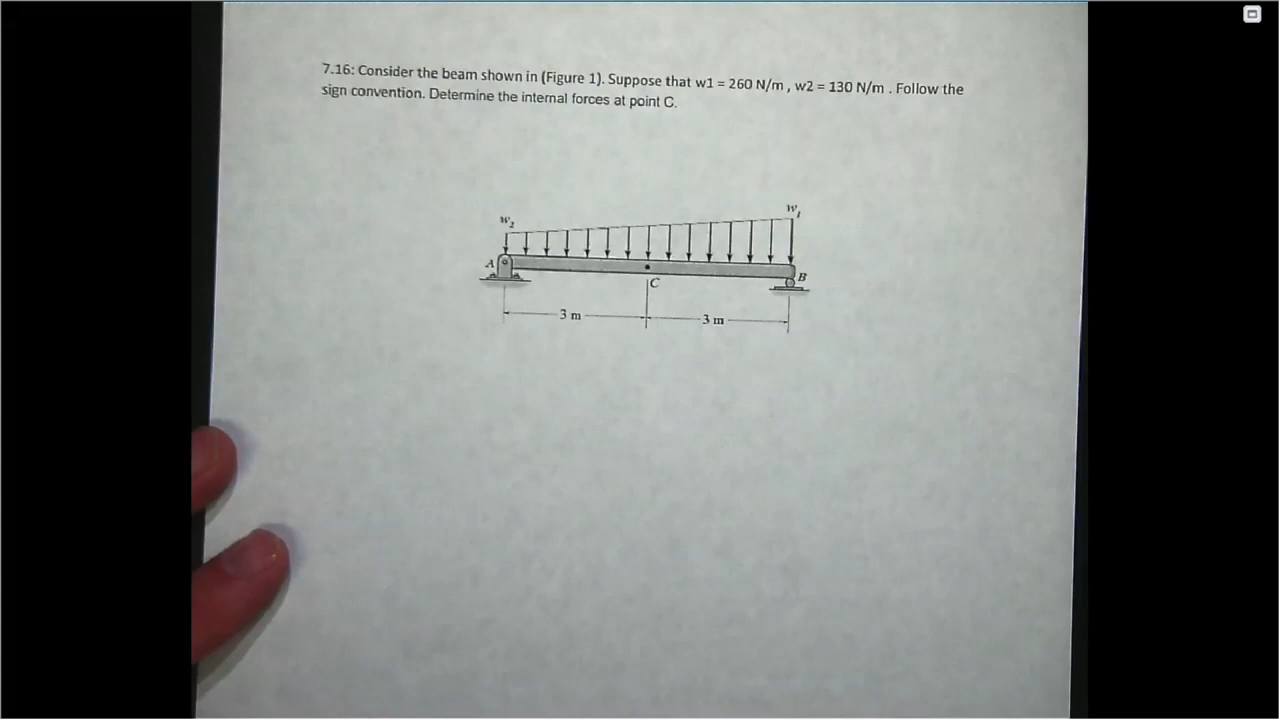 7.16: Consider the beam shown in (Figure 1). Suppose that w1 = 260 N/m , w2 = 130 N/m . Follow the
sign convention. Determine the internal forces at point C.
w1
w2
A
B
C
3 m
3 m